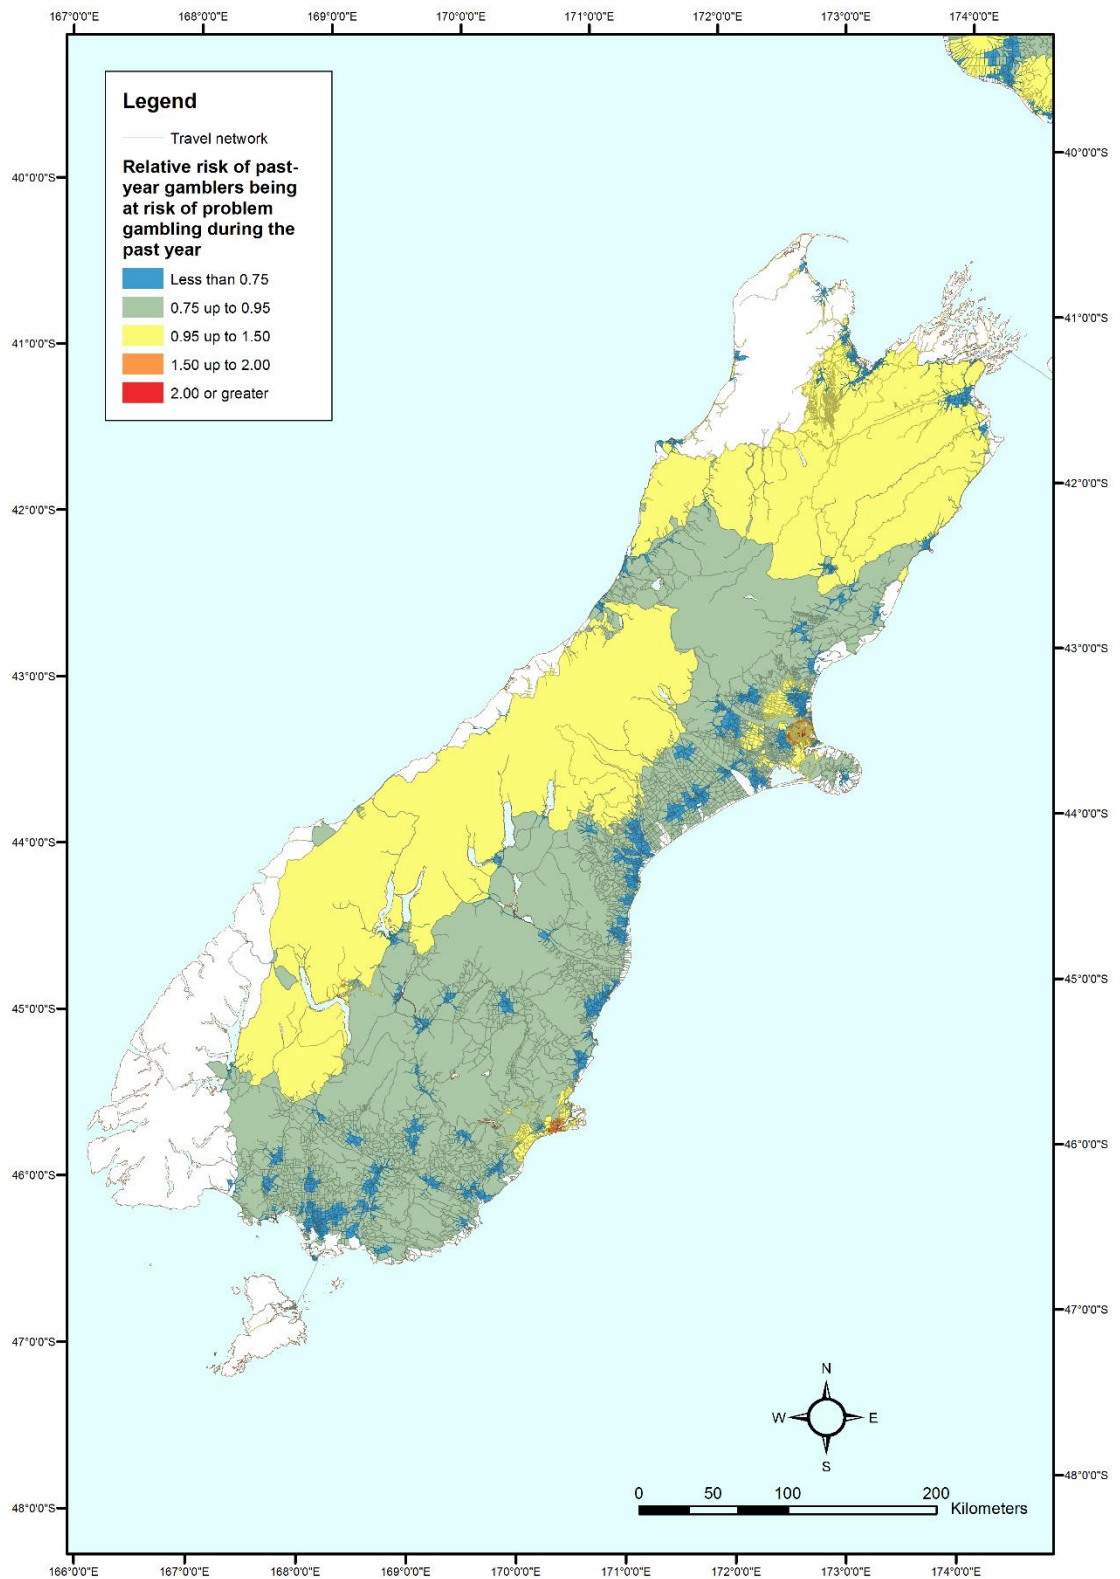 167°0'0"E 168°0'0"E 169°0'0"E 170°0'0"E 171°0'0"E 172°0'0"E 173°0'0"E 174°0'0"E
Legend
Travel network
Relative risk of past-
year gamblers being
at risk of problem
gambling during the
past year
Less than 0.75
0.75 up to 0.95
0.95 up to 1.50
1.50 up to 2.00
2.00 or greater
40°0'0"S
40°0'0"S
41°0'0"S
41°0'0"S
42°0'0"S
42°0'0"S
43°0'0"S
43°0'0"S
44°0'0"S
44°0'0"S
45°0'0"S
45°0'0"S
46°0'0"S
46°0'0"S
47°0'0"S
47°0'0"S
N
W E
S
48°0'0"S
48°0'0"S
0 50 100 200
Kilometers
166°0'0"E 167°0'0"E 168°0'0"E 169°0'0"E 170°0'0"E 171°0'0"E 172°0'0"E 173°0'0"E 174°0'0"E